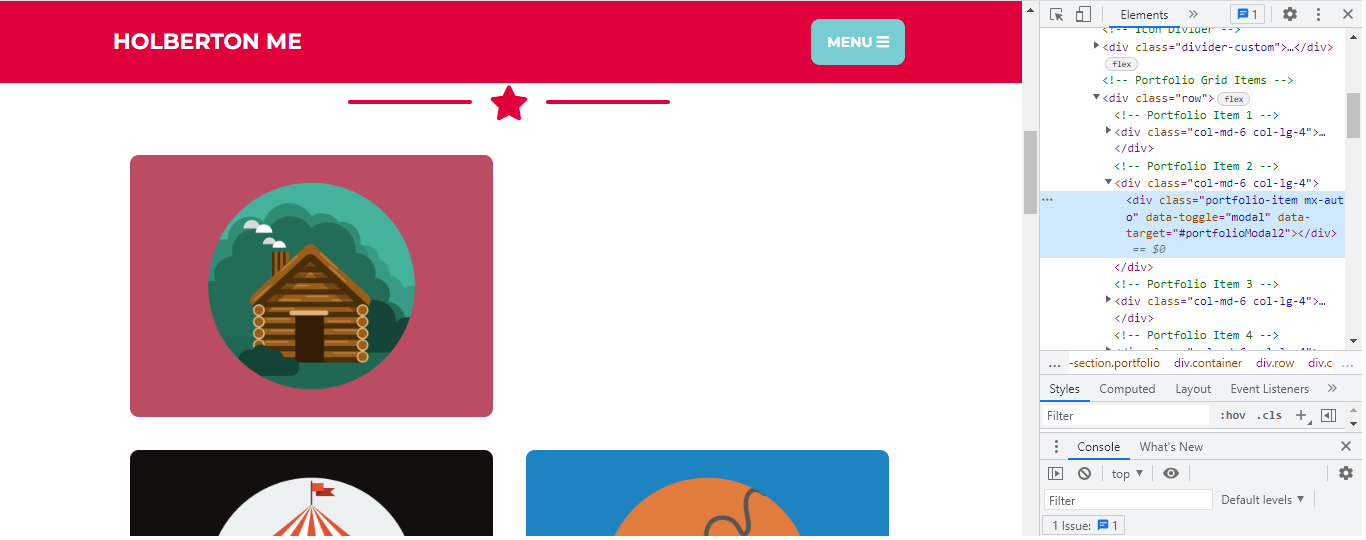 HOLBERTON ME
MENU
Elements
1
<!-- Icon Divider -->
<div class="divider-custom">…</div>
flex
<!-- Portfolio Grid Items -->
<div class="row"> flex
<!-- Portfolio Item 1 -->
<div class="col-md-6 col-lg-4">…
</div>
<!-- Portfolio Item 2 -->
<div class="col-md-6 col-lg-4">
<div class="portfolio-item mx-aut
o" data-toggle="modal" data-
target="#portfolioModal2"></div>
== $0
</div>
<!-- Portfolio Item 3 -->
<div class="col-md-6 col-lg-4">…
</div>
<!-- Portfolio Item 4 -->
... -section.portfolio div.container div.row div.c ...
Styles Computed Layout Event Listeners
Filter :hov .cls
Console What's New
top
Filter Default levels
1 Issue: 1